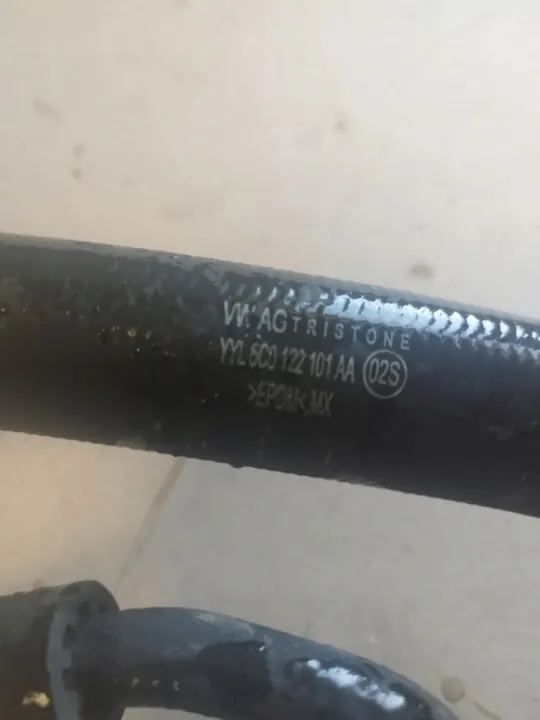 VW AG TRISTONE
YYL 5C0 122 101 AA 02S
>EPDM< MX